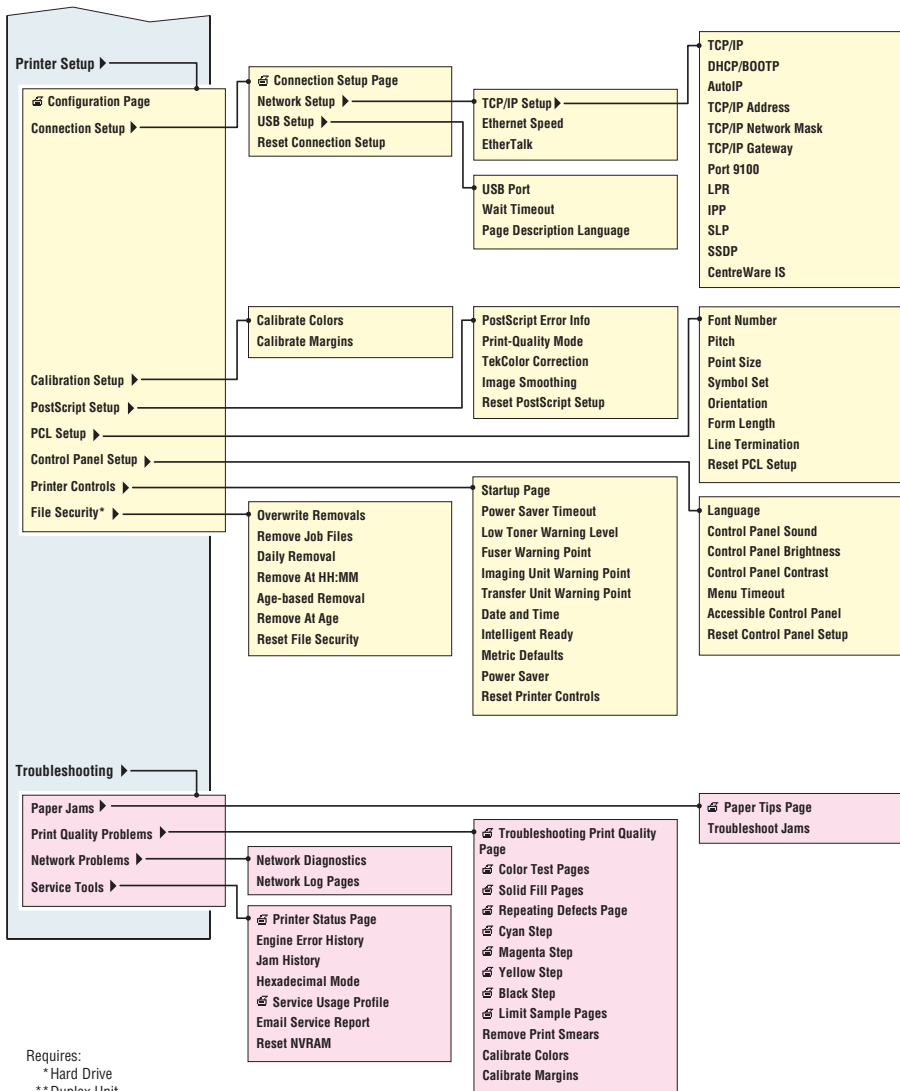 Printer Setup
Configuration Page
Connection Setup
Calibration Setup
PostScript Setup
PCL Setup
Control Panel Setup
Printer Controls
File Security*
Connection Setup Page
Network Setup
USB Setup
Reset Connection Setup
TCP/IP Setup
Ethernet Speed
EtherTalk
USB Port
Wait Timeout
Page Description Language
TCP/IP
DHCP/BOOTP
AutoIP
TCP/IP Address
TCP/IP Network Mask
TCP/IP Gateway
Port 9100
LPR
IPP
SLP
SSDP
CentreWare IS
Calibrate Colors
Calibrate Margins
PostScript Error Info
Print-Quality Mode
TekColor Correction
Image Smoothing
Reset PostScript Setup
Font Number
Pitch
Point Size
Symbol Set
Orientation
Form Length
Line Termination
Reset PCL Setup
Overwrite Removals
Remove Job Files
Daily Removal
Remove At HH:MM
Age-based Removal
Remove At Age
Reset File Security
Startup Page
Power Saver Timeout
Low Toner Warning Level
Fuser Warning Point
Imaging Unit Warning Point
Transfer Unit Warning Point
Date and Time
Intelligent Ready
Metric Defaults
Power Saver
Reset Printer Controls
Language
Control Panel Sound
Control Panel Brightness
Control Panel Contrast
Menu Timeout
Accessible Control Panel
Reset Control Panel Setup
Troubleshooting
Paper Jams
Print Quality Problems
Network Problems
Service Tools
Network Diagnostics
Network Log Pages
Printer Status Page
Engine Error History
Jam History
Hexadecimal Mode
Service Usage Profile
Email Service Report
Reset NVRAM
Troubleshooting Print Quality
Page
Color Test Pages
Solid Fill Pages
Repeating Defects Page
Cyan Step
Magenta Step
Yellow Step
Black Step
Limit Sample Pages
Remove Print Smears
Calibrate Colors
Calibrate Margins
Paper Tips Page
Troubleshoot Jams
Requires:
*Hard Drive
**Duplex Unit